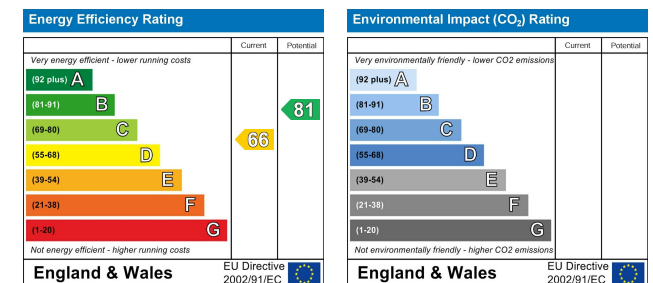 Energy Efficiency Rating
Current Potential
Very energy efficient - lower running costs
(92 plus) A
(81-91) B
81
(69-80) C
66
(55-68) D
(39-54) E
(21-38) F
(1-20) G
Not energy efficient - higher running costs
England & Wales
EU Directive
2002/91/EC
Environmental Impact (CO2) Rating
Current Potential
Very environmentally friendly - lower CO2 emissions
(92 plus) A
(81-91) B
(69-80) C
(55-68) D
(39-54) E
(21-38) F
(1-20) G
Not environmentally friendly - higher CO2 emissions
England & Wales
EU Directive
2002/91/EC